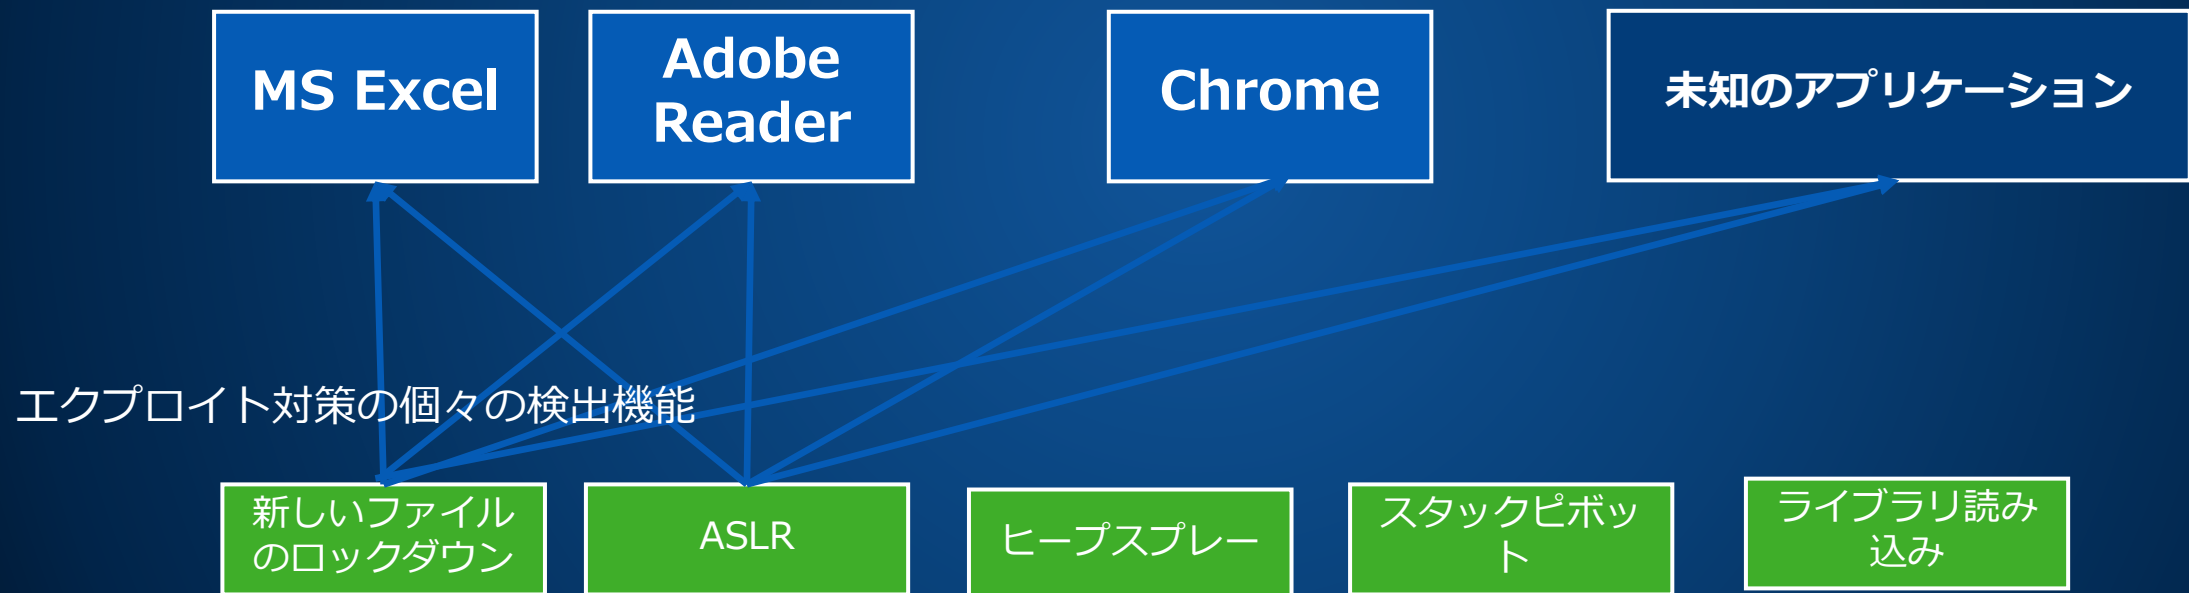 MS Excel
Adobe
Reader
Chrome
未知のアプリケーション
エクプロイト対策の個々の検出機能
新しいファイル
のロックダウン
ASLR
ヒープスプレー
スタックピボッ
ト
ライブラリ読み
込み